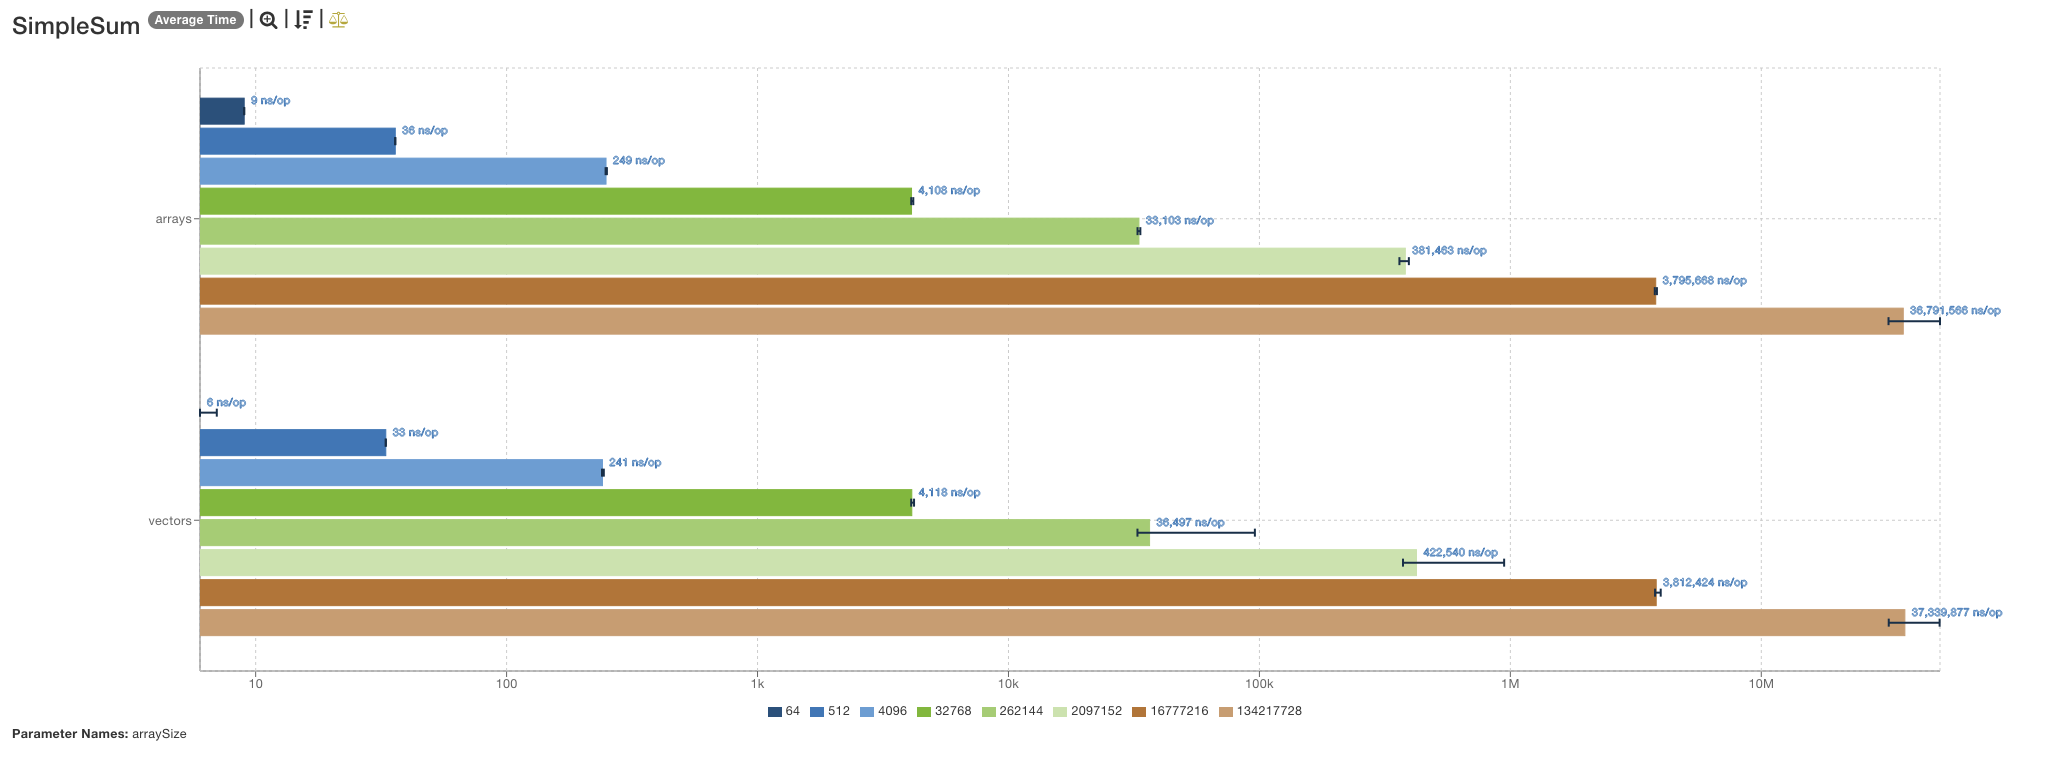 SimpleSum Average Time
9 ns/op
36 ns/op
249 ns/op
4,108 ns/op
arrays
33,103 ns/op
381,463 ns/op
3,795,668 ns/op
36,791,566 ns/op
6 ns/op
33 ns/op
241 ns/op
4,118 ns/op
vectors
36,497 ns/op
422,540 ns/op
3,812,424 ns/op
37,339,877 ns/op
10 100 1k 10k 100k 1M 10M
64 512 4096 32768 262144 2097152 16777216 134217728
Parameter Names: arraySize